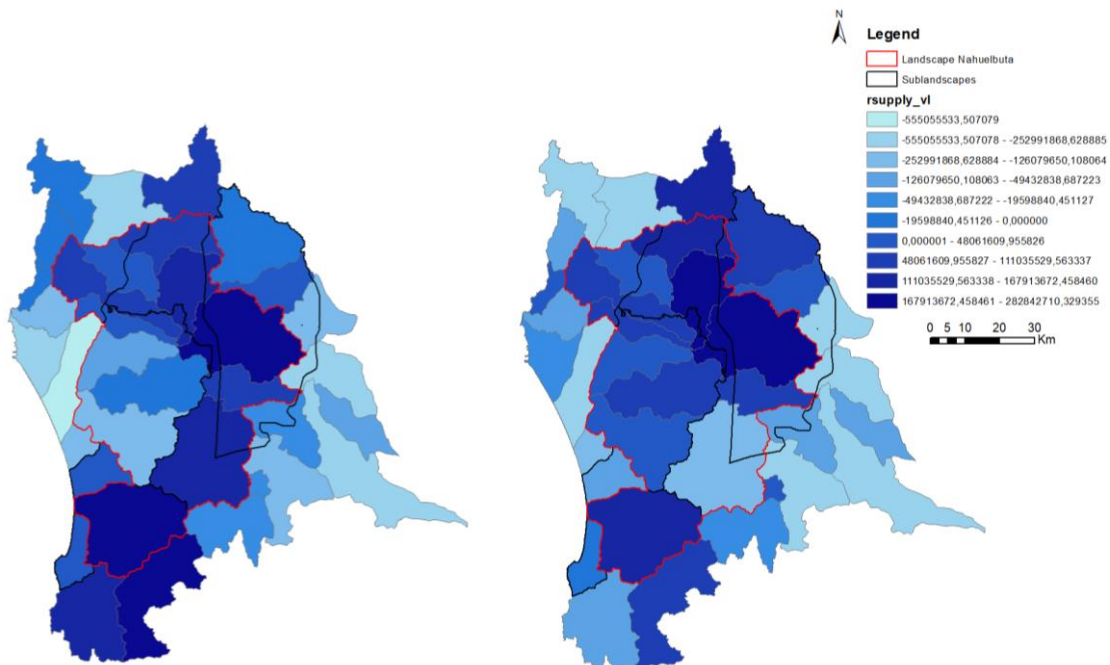 N
Legend
Landscape Nahuelbuta
Sublandscapes
rsupply_vl
-555055533,507079
-555055533,507078 - -252991868,628885
-252991868,628884 - -126079650,108064
-126079650,108063 - -49432838,687223
-49432838,687222 - -19598840,451127
-19598840,451126 - 0,000000
0,000001 - 48061609,955826
48061609,955827 - 111035529,563337
111035529,563338 - 167913672,458460
167913672,458461 - 282842710,329355
0 5 10 20 30
Km